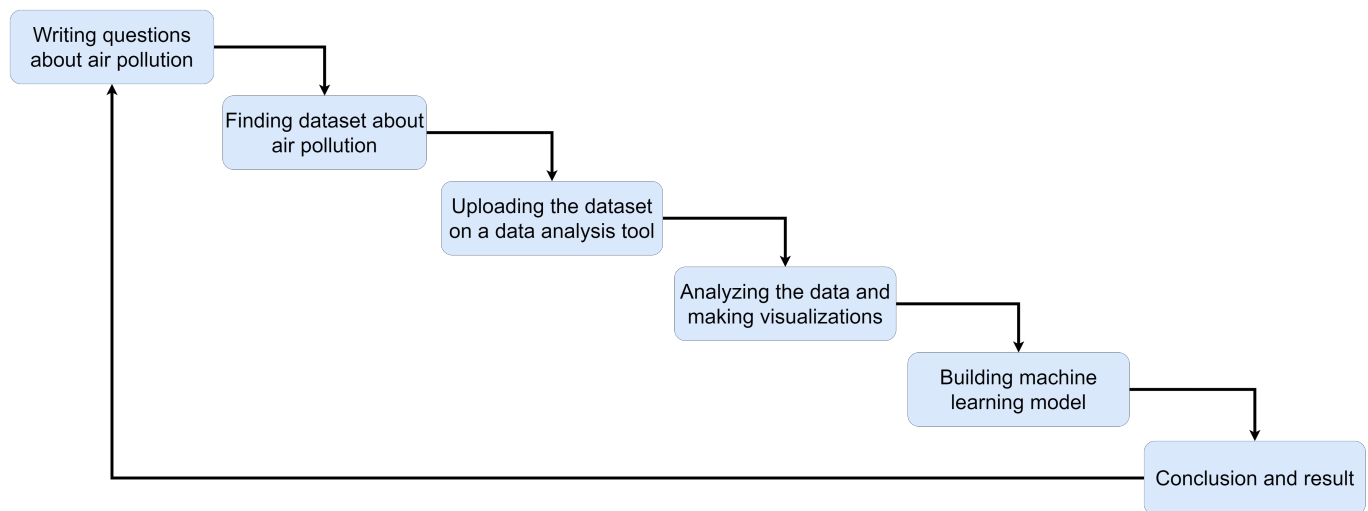 Writing questions
about air pollution
Finding dataset about
air pollution
Uploading the dataset
on a data analysis tool
Analyzing the data and
making visualizations
Building machine
learning model
Conclusion and result